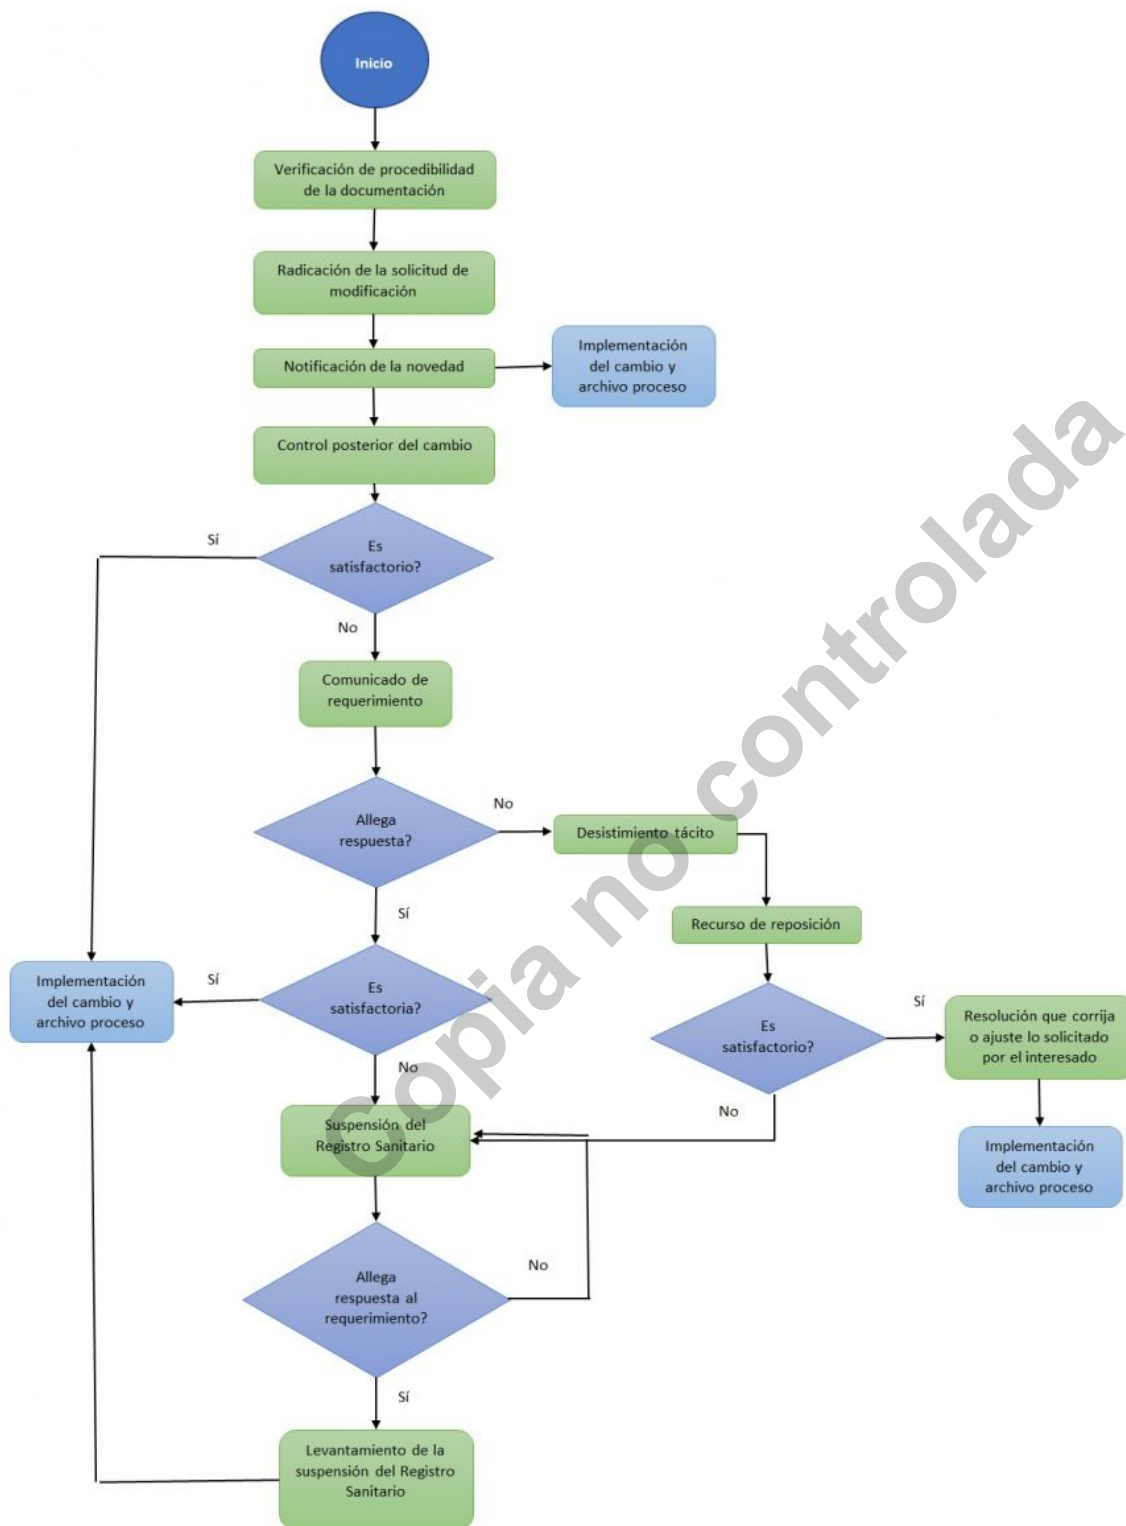 Inicio
Verificación de procedibilidad
de la documentación
Radicación de la solicitud de
modificación
Notificación de la novedad
Implementación
del cambio y
archivo proceso
Control posterior del cambio
Sí
Es
satisfactorio?
No
Comunicado de
requerimiento
Allega
respuesta?
No
Desistimiento tácito
Sí
Recurso de reposición
Implementación
del cambio y
archivo proceso
Sí
Es
satisfactoria?
Es
satisfactorio?
Sí
Resolución que corrija
o ajuste lo solicitado
por el interesado
No
No
Suspensión del
Registro Sanitario
Implementación
del cambio y
archivo proceso
Allega
respuesta al
requerimiento?
No
Sí
Levantamiento de la
suspensión del Registro
Sanitario
Copia no controlada